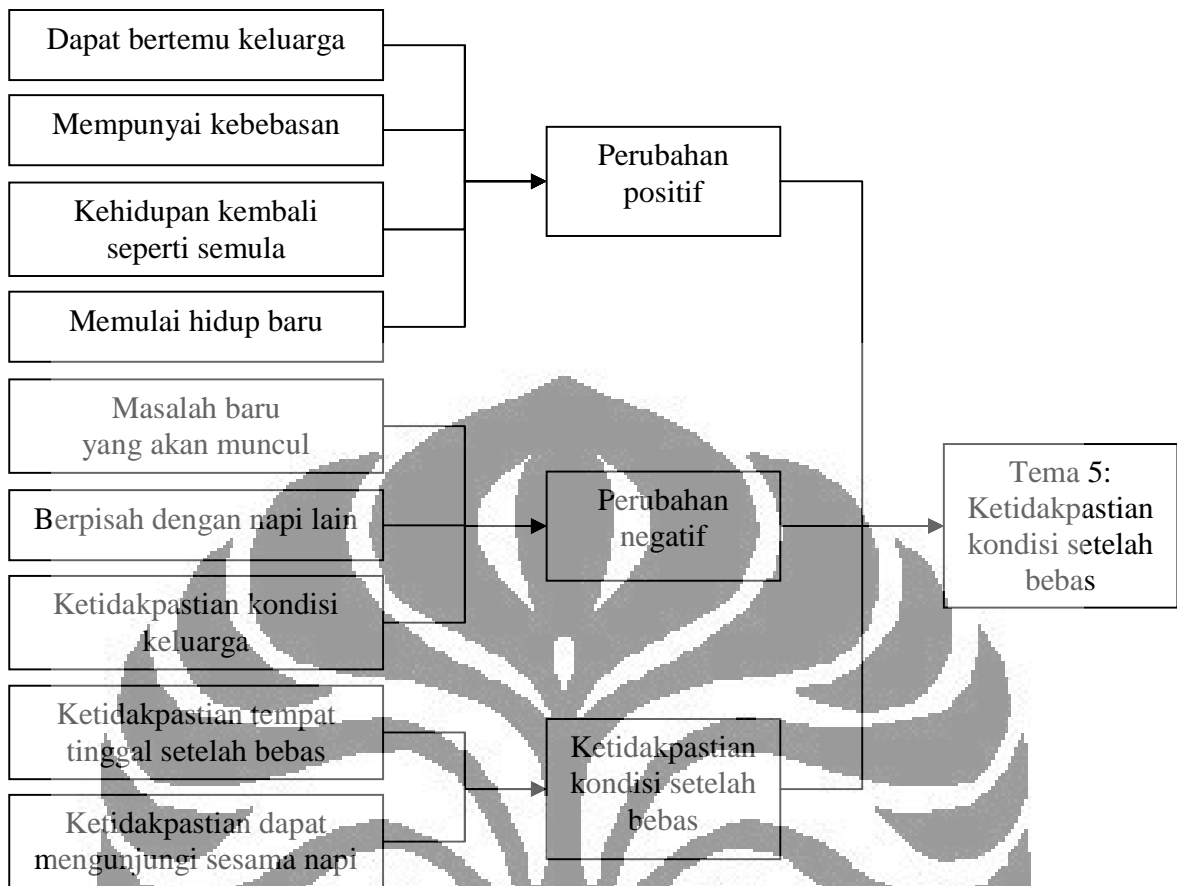 Dapat bertemu keluarga
Mempunyai kebebasan
Kehidupan kembali
seperti semula
Memulai hidup baru
Masalah baru
yang akan muncul
Berpisah dengan napi lain
Ketidakpastian kondisi
keluarga
Ketidakpastian tempat
tinggal setelah bebas
Ketidakpastian dapat
mengunjungi sesama napi
Perubahan
positif
Perubahan
negatif
Ketidakpastian
kondisi setelah
bebas
Tema 5:
Ketidakpastian
kondisi setelah
bebas